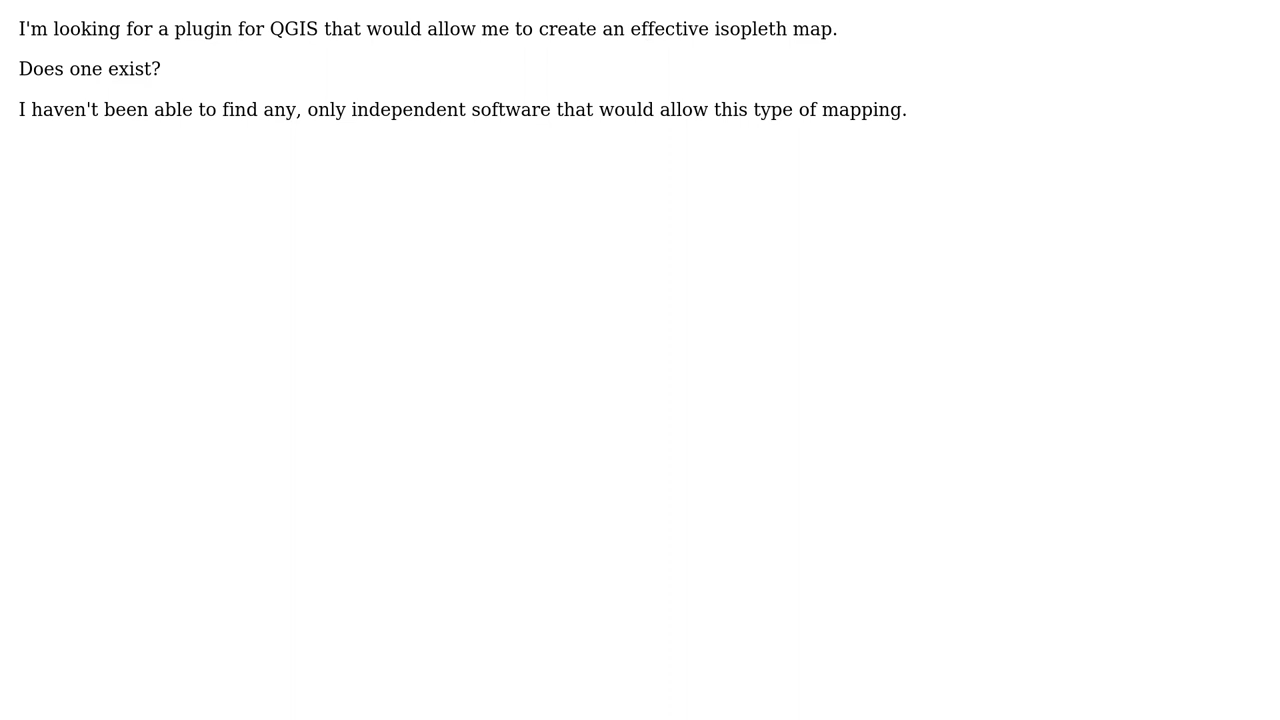 I'm looking for a plugin for QGIS that would allow me to create an effective isopleth map.
Does one exist?
I haven't been able to find any, only independent software that would allow this type of mapping.